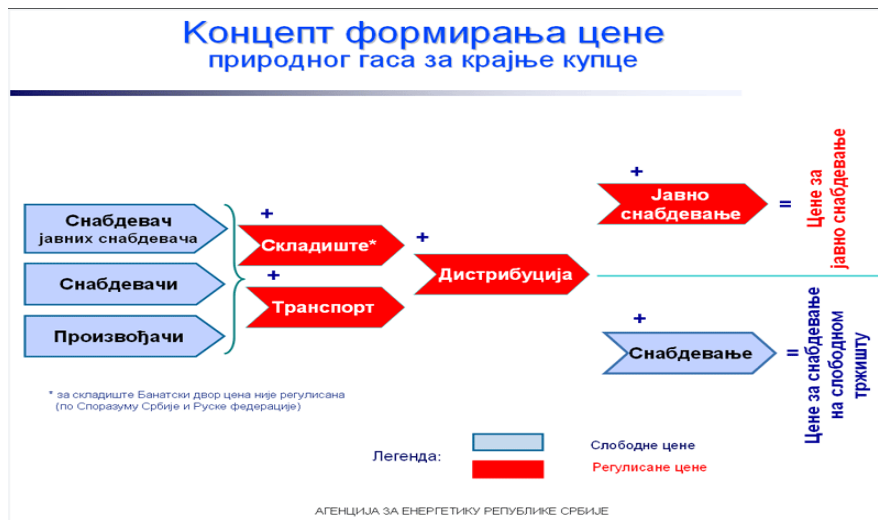 Концепт формирања цене
природног гаса за крајње купце
Снабдевач
јавних снабдевача
Снабдевачи
Произвођачи
+
Складиште*
+
Транспорт
+
Дистрибуција
+
Јавно
снабдевање
=
Цене за
јавно снабдевање
+
Снабдевање
=
Цене за снабдевање
на слободном
тржишту
* за складиште Банатски двор цена није регулисана
(по Споразуму Србије и Руске федерације)
Легенда:
Слободне цене
Регулисане цене
АГЕНЦИЈА ЗА ЕНЕРГЕТИКУ РЕПУБЛИКЕ СРБИЈЕ